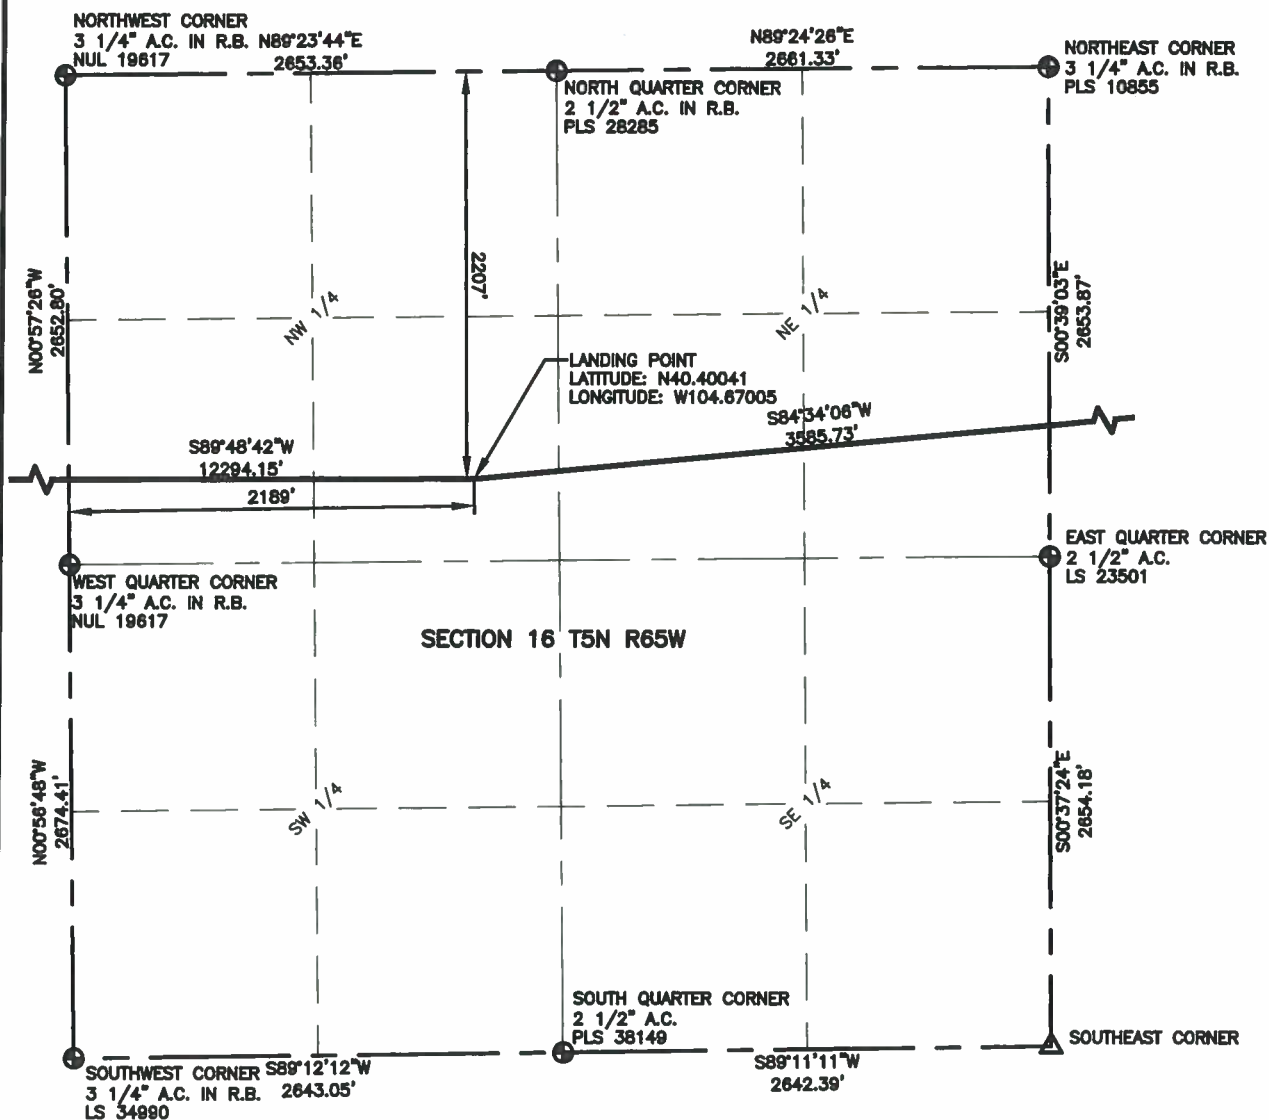 NORTHWEST CORNER
3 1/4" A.C. IN R.B.
NUL 19617
N89°23'44"E
2653.36'
N89°24'26"E
2661.33'
NORTHEAST CORNER
3 1/4" A.C. IN R.B.
PLS 10855
NORTH QUARTER CORNER
2 1/2" A.C. IN R.B.
PLS 28285
2207'
N00°57'26"W
2652.80'
NW 1/4
NE 1/4
S00°39'03"E
2653.87'
LANDING POINT
LATITUDE: N40.40041
LONGITUDE: W104.67005
S84°34'06"W
3585.73'
S89°48'42"W
12294.15'
2189'
EAST QUARTER CORNER
2 1/2" A.C.
LS 23501
WEST QUARTER CORNER
3 1/4" A.C. IN R.B.
NUL 19617
SECTION 16 T5N R65W
N00°56'48"W
2674.41'
SW 1/4
SE 1/4
S00°37'24"E
2654.18'
SOUTH QUARTER CORNER
2 1/2" A.C.
PLS 38149
SOUTHEAST CORNER
SOUTHWEST CORNER
3 1/4" A.C. IN R.B.
LS 34990
S89°12'12"W
2643.05'
S89°11'11"W
2642.39'